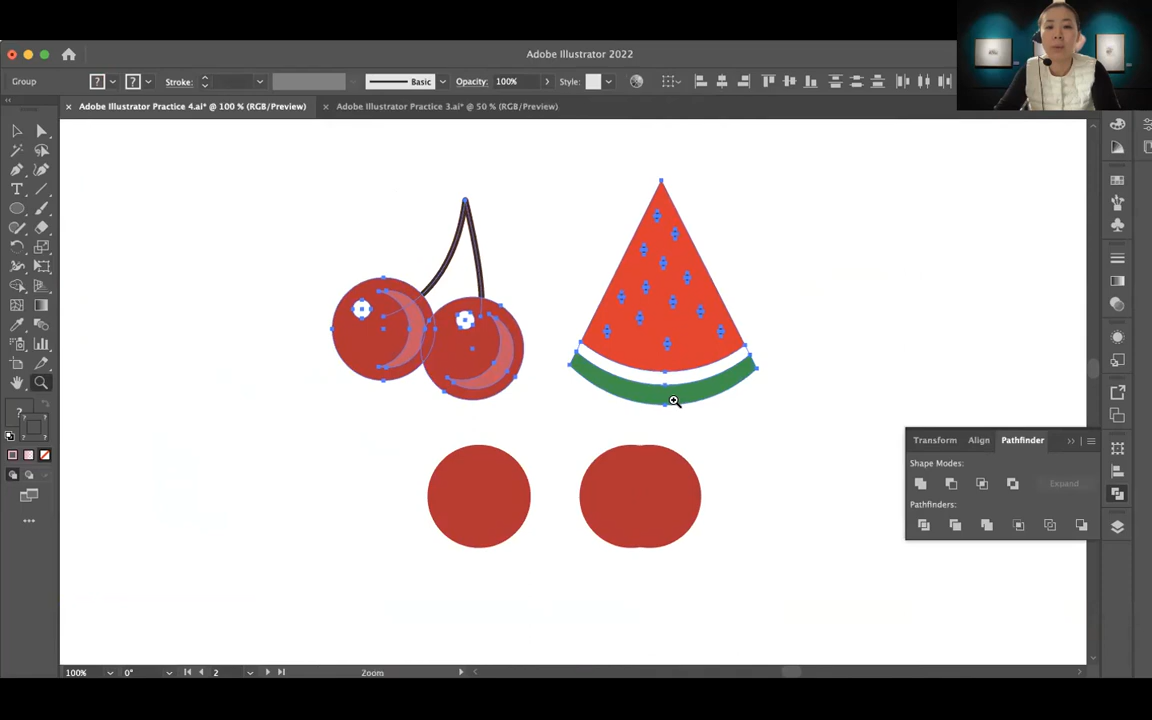 Adobe Illustrator 2022
Group
?
?
Stroke:
Basic
Opacity:
100%
Style:
Adobe Illustrator Practice 4.ai* @ 100 % (RGB/Preview)
Adobe Illustrator Practice 3.ai* @ 50 % (RGB/Preview)
Transform
Align
Pathfinder
Shape Modes:
Expand
Pathfinders:
100%
0°
2
Zoom